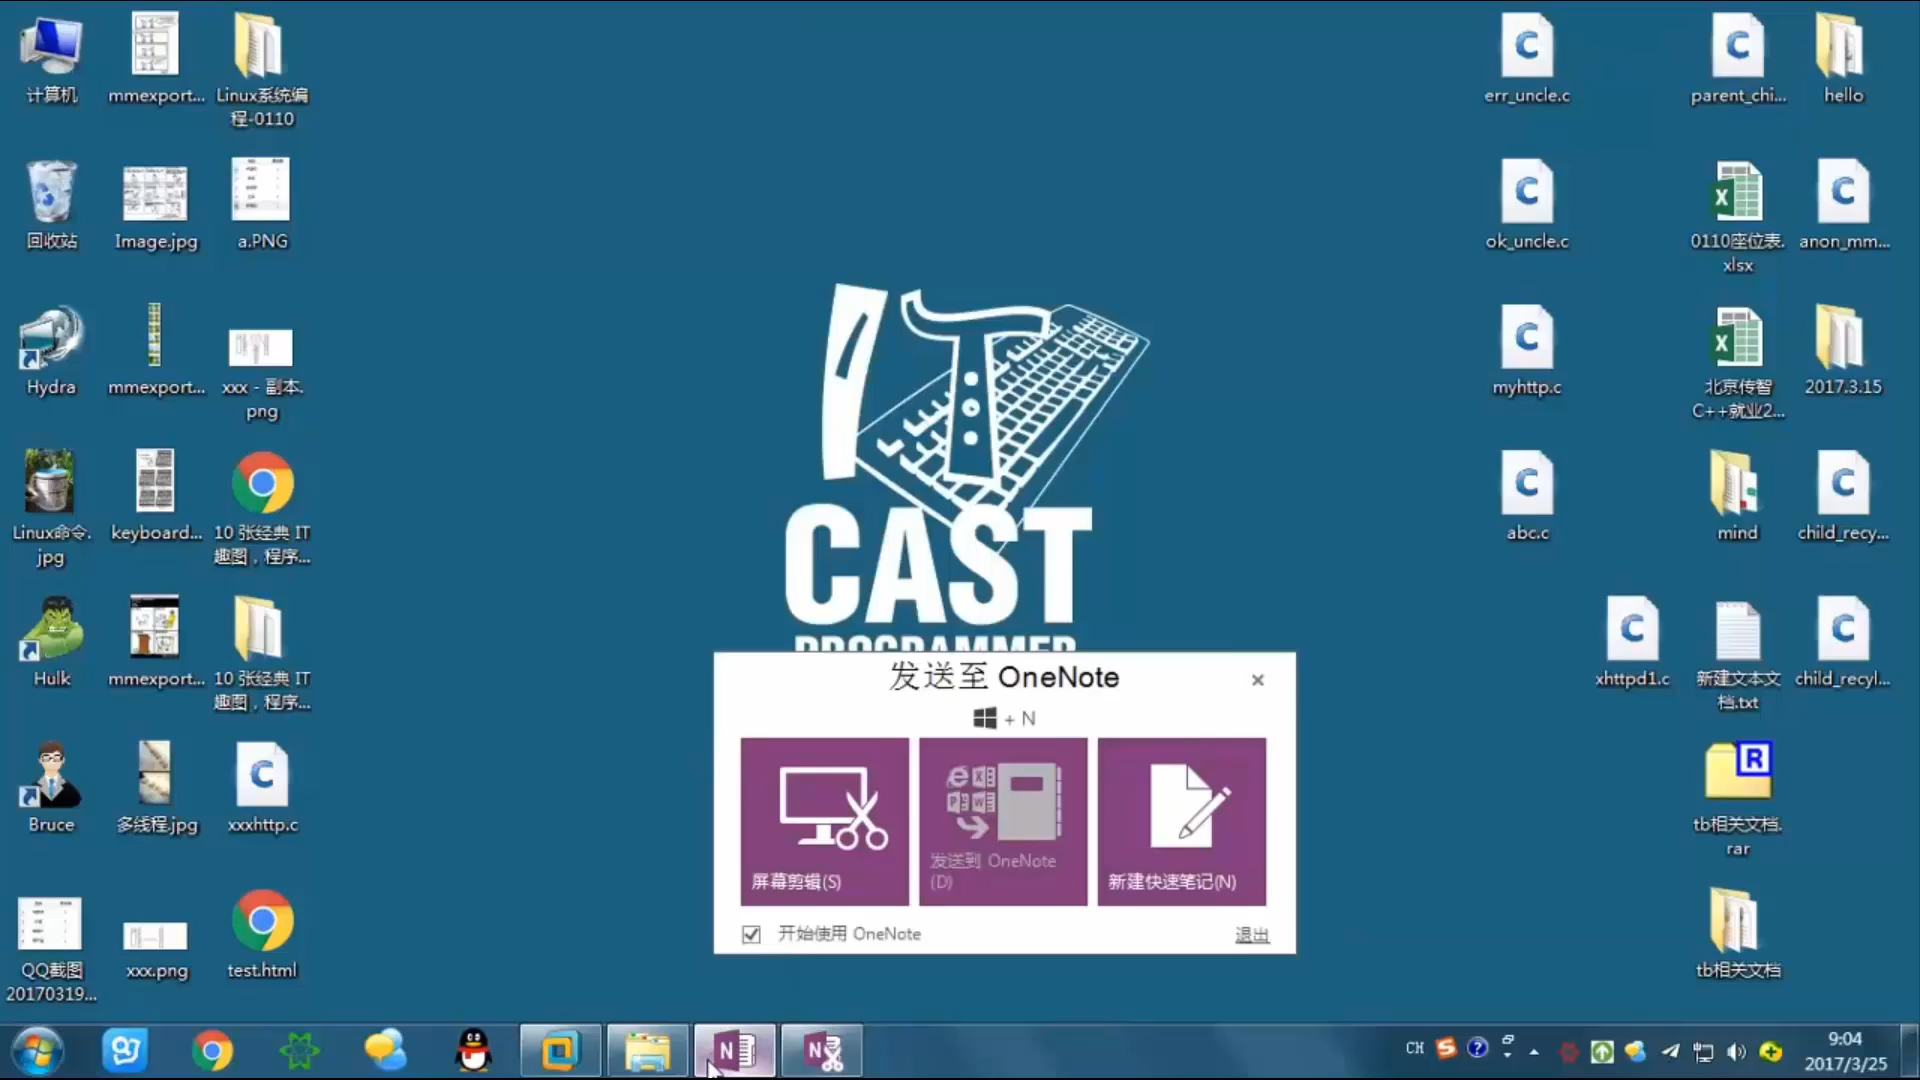 计算机
mmexport...
Linux系统编
程-0110
err_uncle.c
parent_chi...
hello
回收站
Image.jpg
a.PNG
ok_uncle.c
0110座位表.
xlsx
anon_mm...
Hydra
mmexport...
xxx - 副本.
png
myhttp.c
北京传智
C++就业2...
2017.3.15
Linux命令.
jpg
keyboard...
10 张经典 IT
趣图，程序...
abc.c
mind
child_recy...
Hulk
mmexport...
10 张经典 IT
趣图，程序...
xhttpd1.c
新建文本文
档.txt
child_recyl...
Bruce
多线程.jpg
xxxhttp.c
tb相关文档.
rar
QQ截图
20170319...
xxx.png
test.html
tb相关文档
IT
CAST
PROGRAMMER
发送至 OneNote
+ N
屏幕剪辑(S)
发送到 OneNote
(D)
新建快速笔记(N)
开始使用 OneNote
退出
CH
9:04
2017/3/25